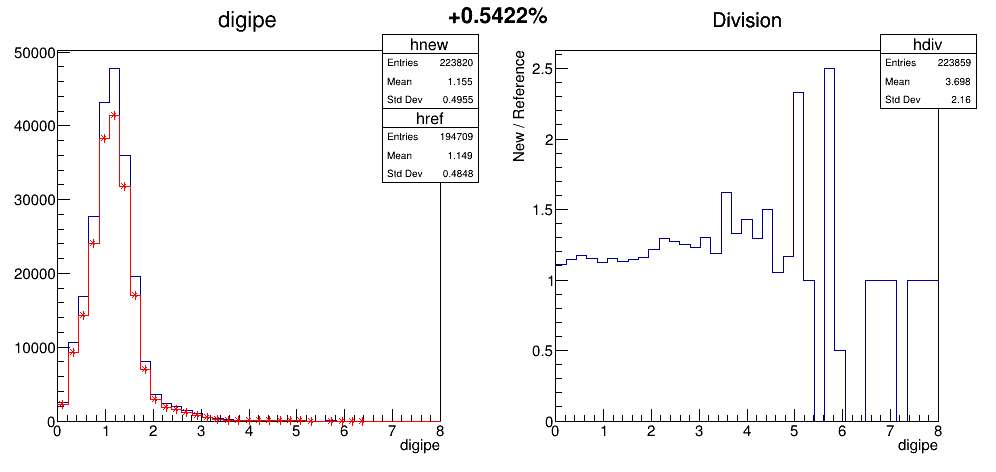 +0.5422%
digipe
hnew
Entries 223820
Mean 1.155
Std Dev 0.4955
href
Entries 194709
Mean 1.149
Std Dev 0.4848
50000
40000
30000
20000
10000
0
0 1 2 3 4 5 6 7 8
digipe
Division
hdiv
Entries 223859
Mean 3.698
Std Dev 2.16
New / Reference
2.5
2
1.5
1
0.5
0
0 1 2 3 4 5 6 7 8
digipe